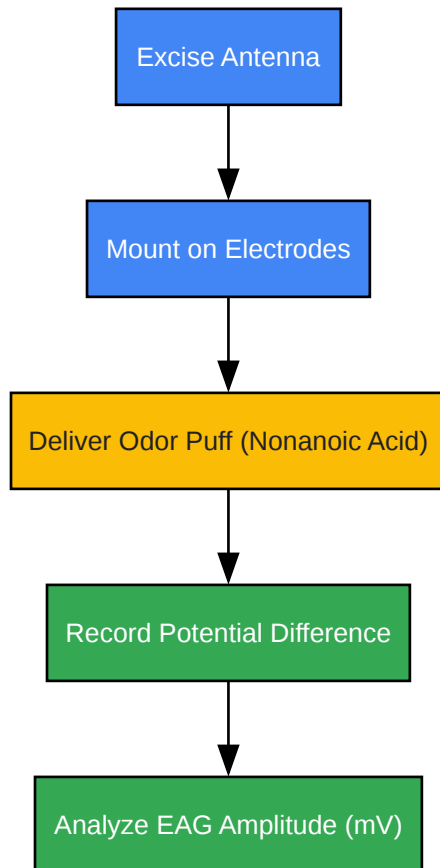 Excise Antenna
Mount on Electrodes
Deliver Odor Puff (Nonanoic Acid)
Record Potential Difference
Analyze EAG Amplitude (mV)